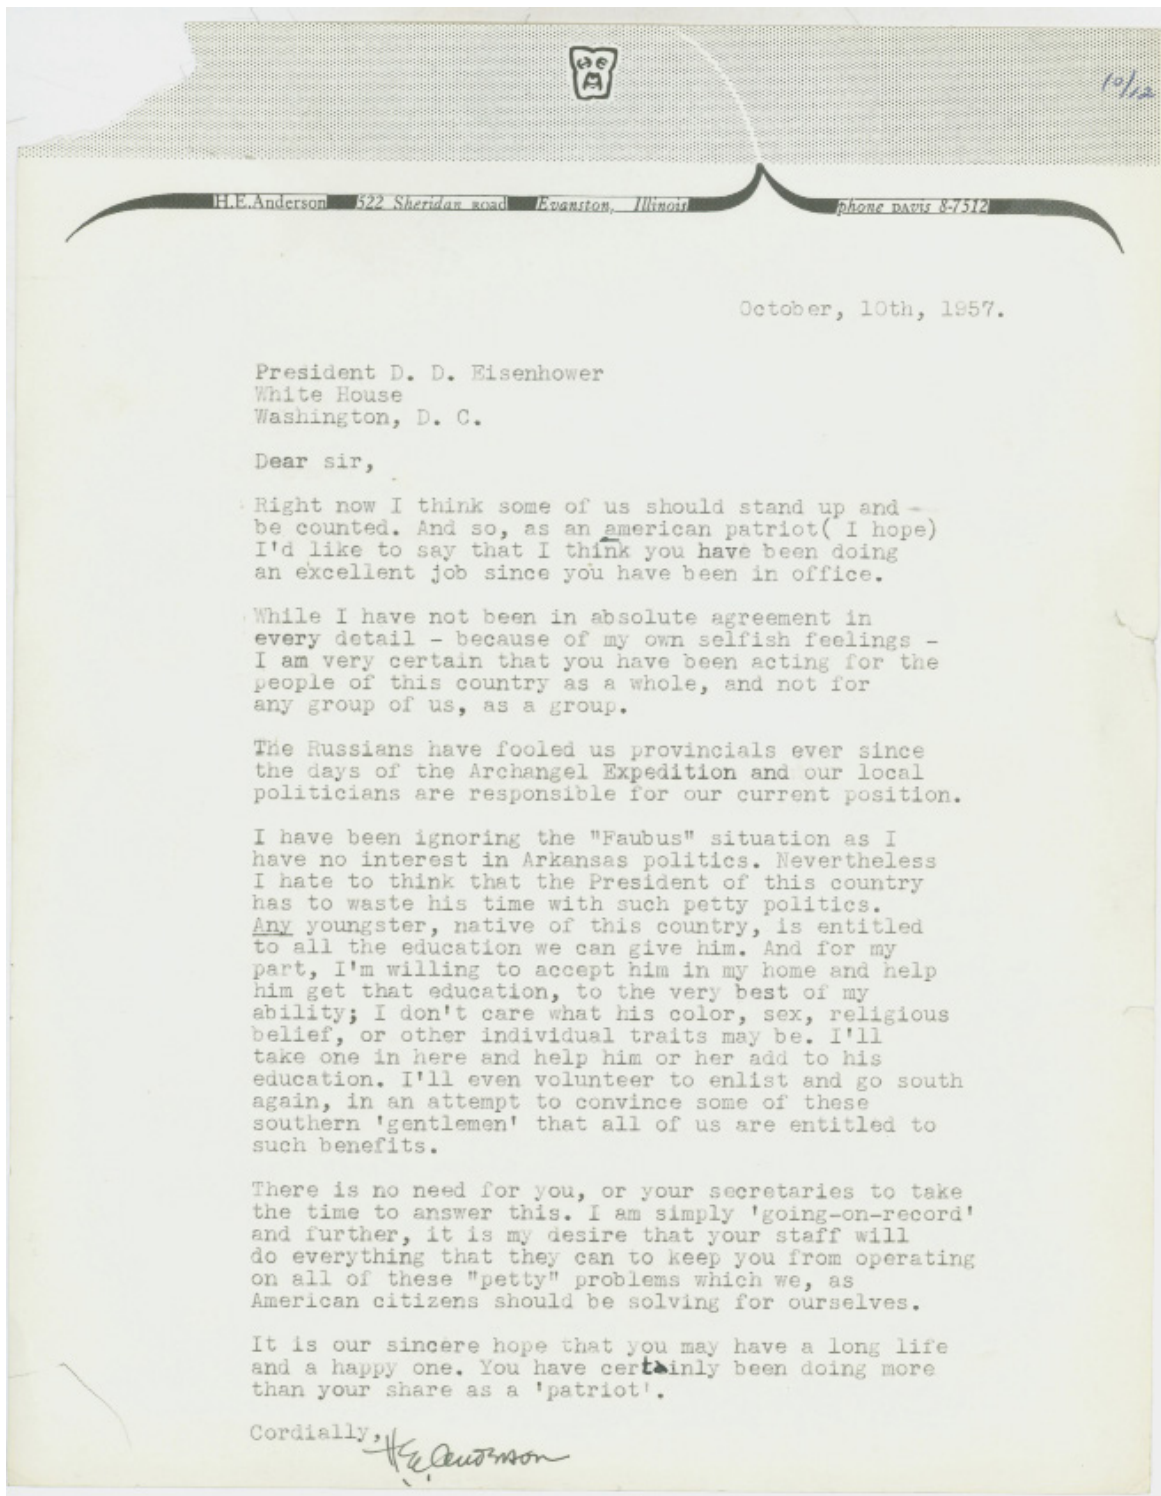 HE
A
10/12
H.E.Anderson 522 Sheridan ROAD Evanston, Illinois phone DAVIS 8-7512
October, 10th, 1957.
President D. D. Eisenhower
White House
Washington, D. C.
Dear sir,
Right now I think some of us should stand up and -
be counted. And so, as an american patriot( I hope)
I'd like to say that I think you have been doing
an excellent job since you have been in office.
While I have not been in absolute agreement in
every detail - because of my own selfish feelings -
I am very certain that you have been acting for the
people of this country as a whole, and not for
any group of us, as a group.
The Russians have fooled us provincials ever since
the days of the Archangel Expedition and our local
politicians are responsible for our current position.
I have been ignoring the "Faubus" situation as I
have no interest in Arkansas politics. Nevertheless
I hate to think that the President of this country
has to waste his time with such petty politics.
Any youngster, native of this country, is entitled
to all the education we can give him. And for my
part, I'm willing to accept him in my home and help
him get that education, to the very best of my
ability; I don't care what his color, sex, religious
belief, or other individual traits may be. I'll
take one in here and help him or her add to his
education. I'll even volunteer to enlist and go south
again, in an attempt to convince some of these
southern 'gentlemen' that all of us are entitled to
such benefits.
There is no need for you, or your secretaries to take
the time to answer this. I am simply 'going-on-record'
and further, it is my desire that your staff will
do everything that they can to keep you from operating
on all of these "petty" problems which we, as
American citizens should be solving for ourselves.
It is our sincere hope that you may have a long life
and a happy one. You have certainly been doing more
than your share as a 'patriot'.
Cordially,
H.E. Anderson